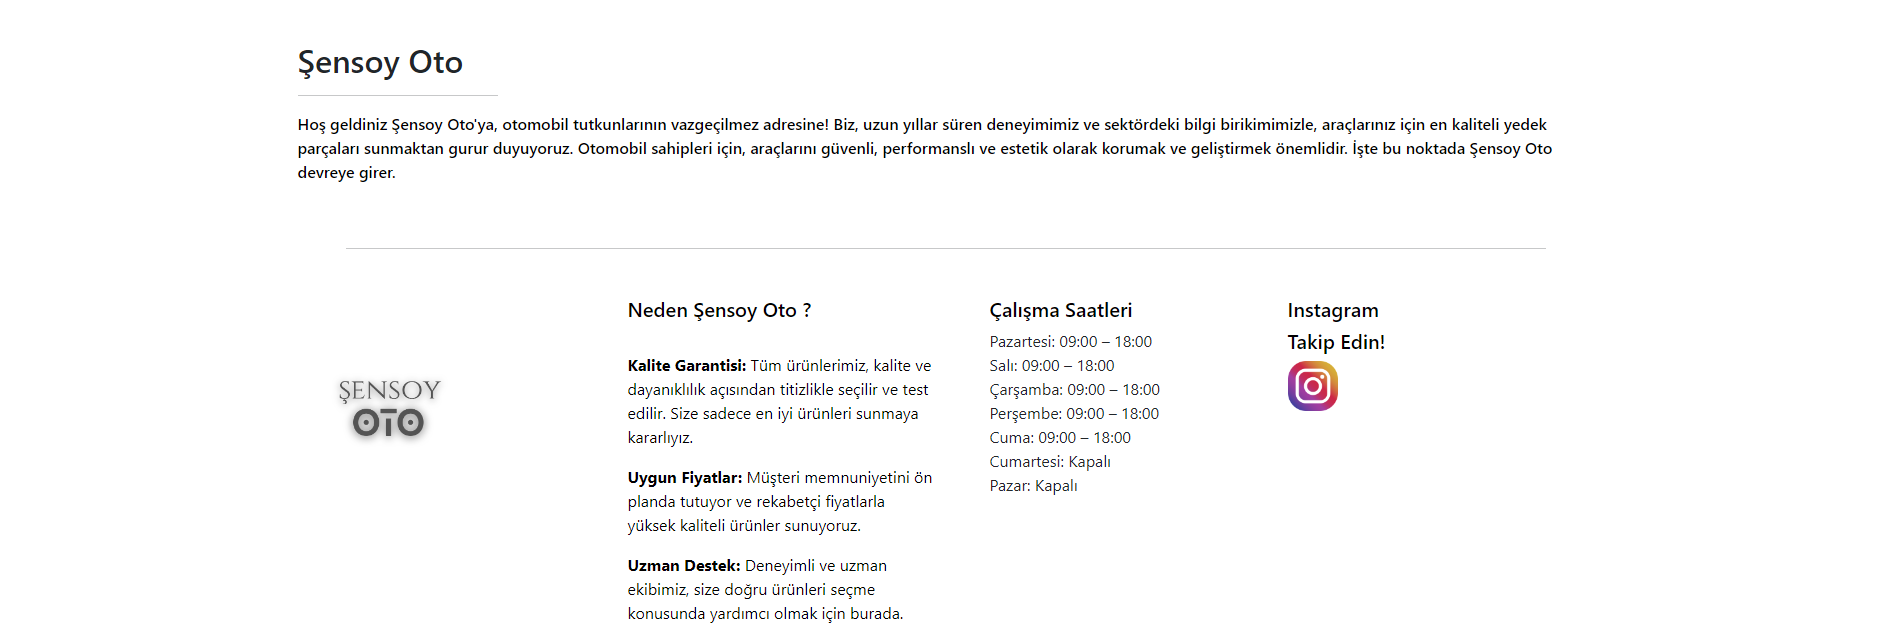 Şensoy Oto
Hoş geldiniz Şensoy Oto'ya, otomobil tutkunlarının vazgeçilmez adresine! Biz, uzun yıllar süren deneyimimiz ve sektördeki bilgi birikimimizle, araçlarınız için en kaliteli yedek
parçaları sunmaktan gurur duyuyoruz. Otomobil sahipleri için, araçlarını güvenli, performanslı ve estetik olarak korumak ve geliştirmek önemlidir. İşte bu noktada Şensoy Oto
devreye girer.
ŞENSOY
OTO
Neden Şensoy Oto ?
Kalite Garantisi: Tüm ürünlerimiz, kalite ve
dayanıklılık açısından titizlikle seçilir ve test
edilir. Size sadece en iyi ürünleri sunmaya
kararlıyız.
Uygun Fiyatlar: Müşteri memnuniyetini ön
planda tutuyor ve rekabetçi fiyatlarla
yüksek kaliteli ürünler sunuyoruz.
Uzman Destek: Deneyimli ve uzman
ekibimiz, size doğru ürünleri seçme
konusunda yardımcı olmak için burada.
Çalışma Saatleri
Pazartesi: 09:00 – 18:00
Salı: 09:00 – 18:00
Çarşamba: 09:00 – 18:00
Perşembe: 09:00 – 18:00
Cuma: 09:00 – 18:00
Cumartesi: Kapalı
Pazar: Kapalı
Instagram
Takip Edin!